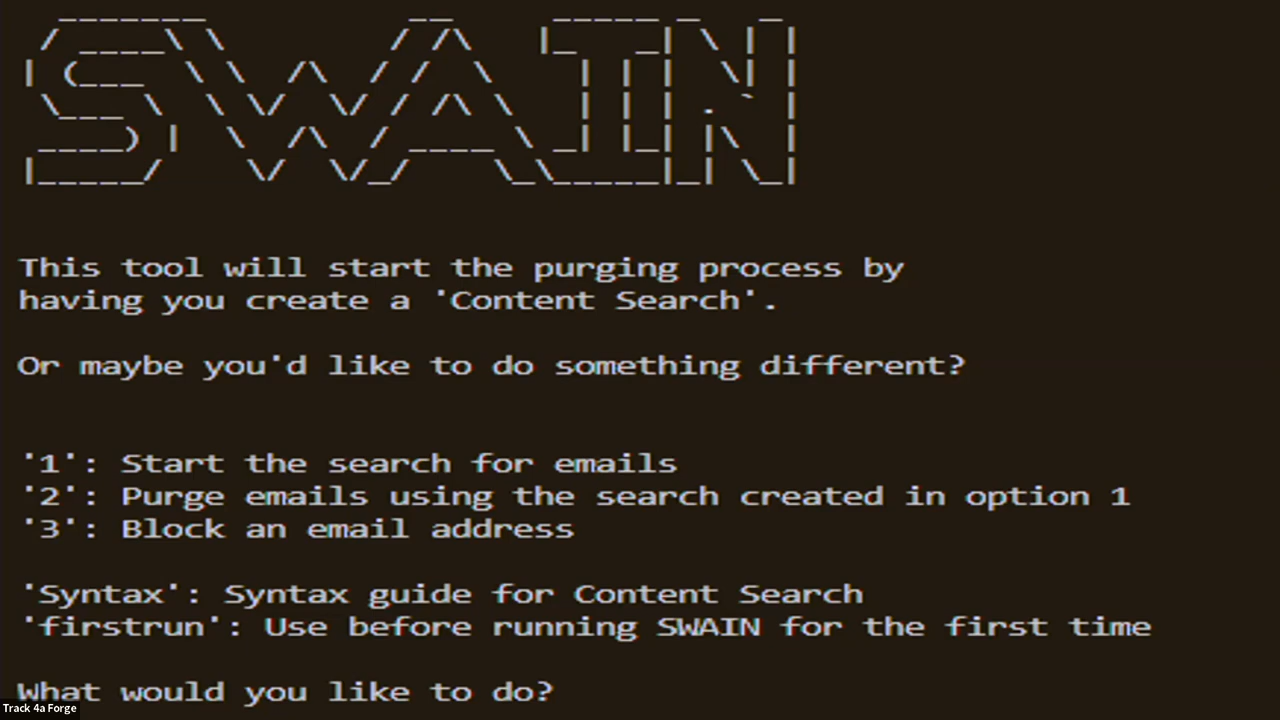 SWAIN
This tool will start the purging process by
having you create a 'Content Search'.
Or maybe you'd like to do something different?
'1': Start the search for emails
'2': Purge emails using the search created in option 1
'3': Block an email address
'Syntax': Syntax guide for Content Search
'firstrun': Use before running SWAIN for the first time
What would you like to do?
Track 4a Forge